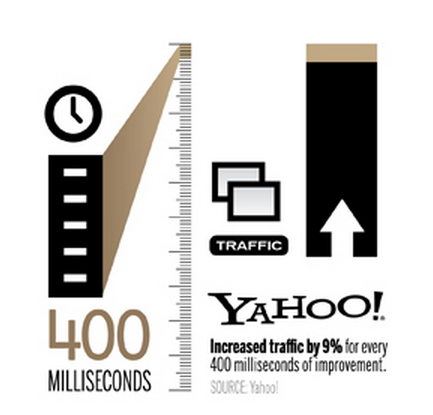 400
MILLISECONDS
TRAFFIC
YAHOO!
Increased traffic by 9% for every
400 milliseconds of improvement.
SOURCE: Yahoo!